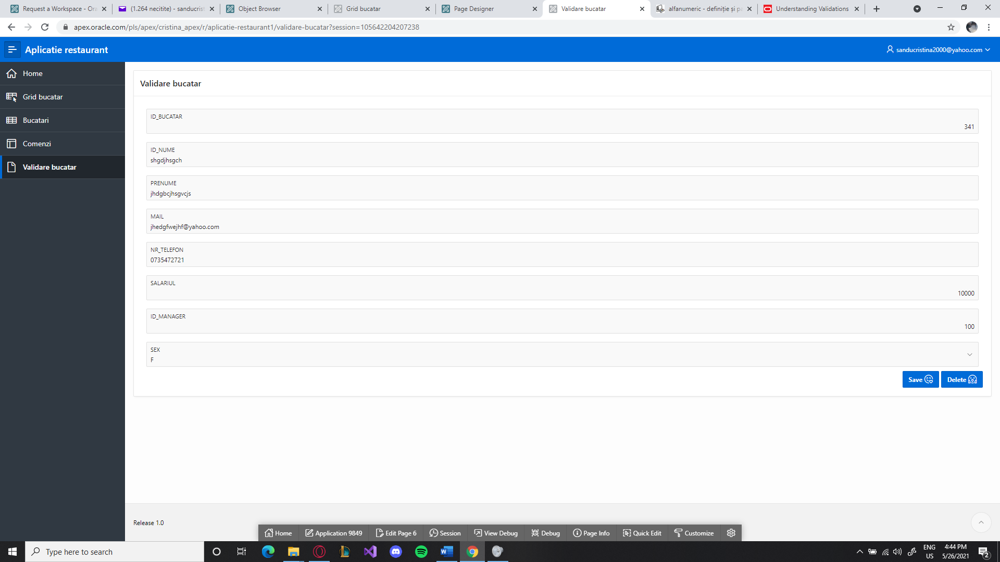 Request a Workspace - Ora
(1.264 necitite) - sanducrist
Object Browser
Grid bucatar
Page Designer
Validare bucatar
alfanumeric - definiție și pa
Understanding Validations
apex.oracle.com/pls/apex/cristina_apex/r/aplicatie-restaurant1/validare-bucatar?session=105642204207238
Aplicatie restaurant
sanducristina2000@yahoo.com
Home
Grid bucatar
Bucatari
Comenzi
Validare bucatar
Validare bucatar
ID_BUCATAR
341
ID_NUME
shgdjhsgch
PRENUME
jhdgbcjhsgvcjs
MAIL
jhedgfwejhf@yahoo.com
NR_TELEFON
0735472721
SALARIUL
10000
ID_MANAGER
100
SEX
F
Save
Delete
Release 1.0
Home
Application 9849
Edit Page 6
Session
View Debug
Debug
Page Info
Quick Edit
Customize
Type here to search
ENG
US
4:44 PM
5/26/2021
2